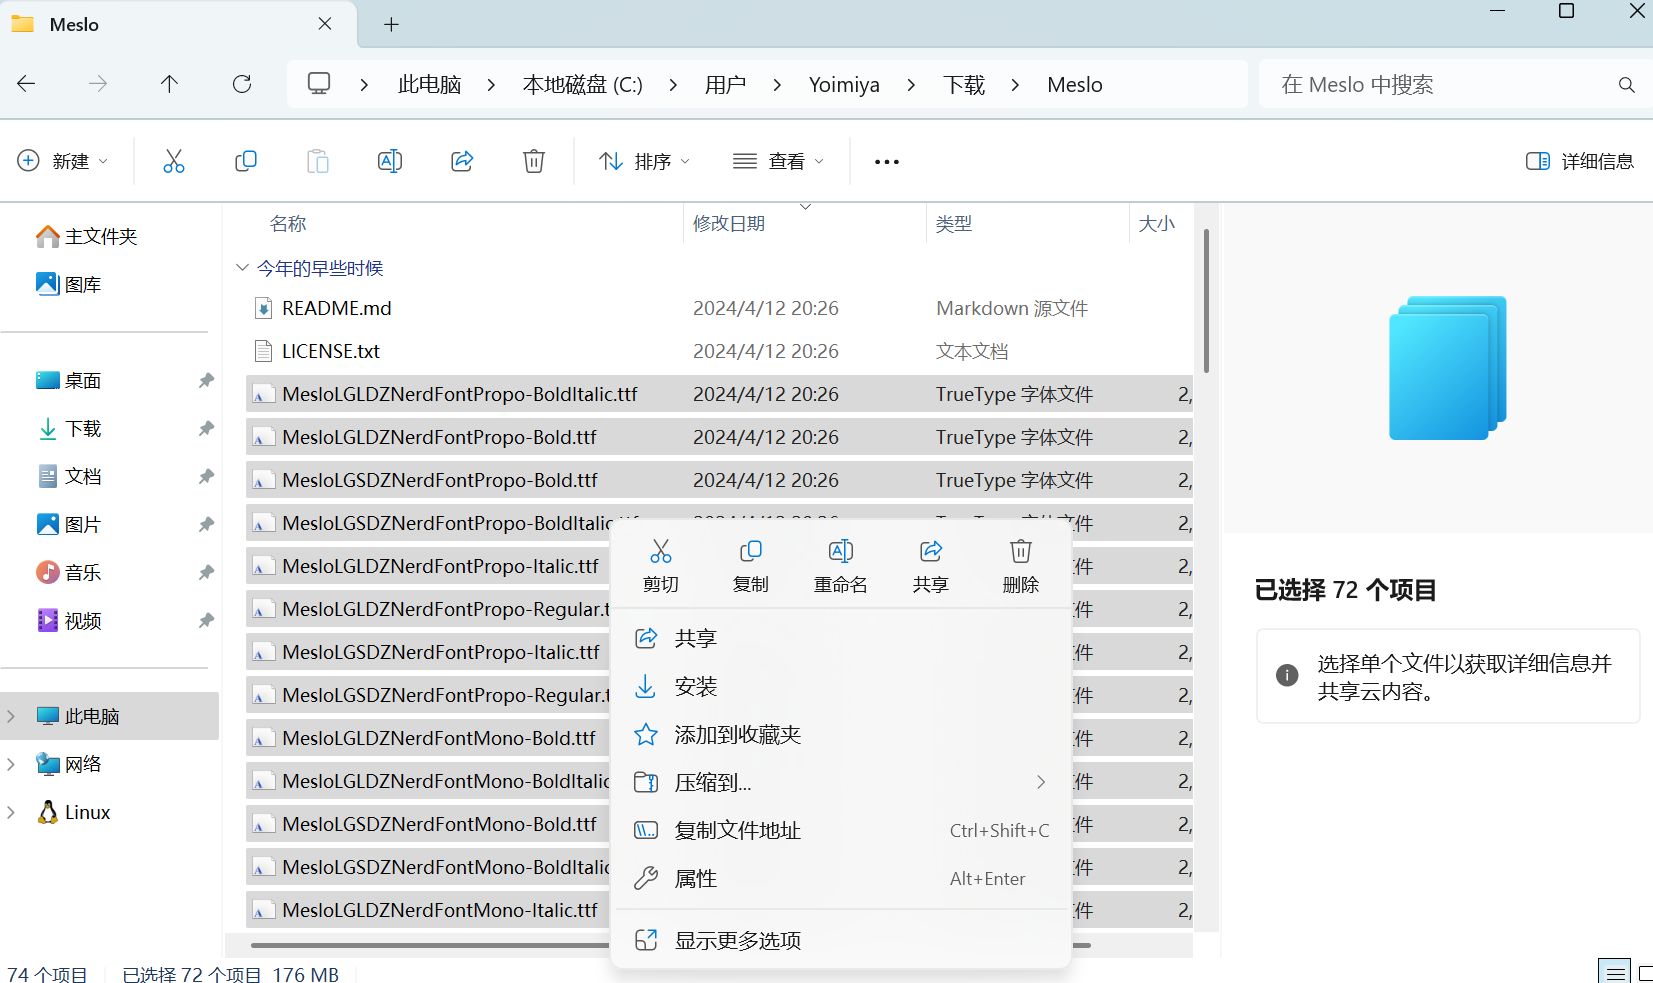 Meslo
此电脑 本地磁盘 (C:) 用户 Yoimiya 下载 Meslo
在 Meslo 中搜索
新建 排序 查看 详细信息
主文件夹
图库
桌面
下载
文档
图片
音乐
视频
此电脑
网络
Linux
名称 修改日期 类型 大小
今年的早些时候
README.md 2024/4/12 20:26 Markdown 源文件
LICENSE.txt 2024/4/12 20:26 文本文档
MesloLGLDZNerdFontPropo-BoldItalic.ttf 2024/4/12 20:26 TrueType 字体文件 2,
MesloLGLDZNerdFontPropo-Bold.ttf 2024/4/12 20:26 TrueType 字体文件 2,
MesloLGSDZNerdFontPropo-Bold.ttf 2024/4/12 20:26 TrueType 字体文件 2,
MesloLGSDZNerdFontPropo-BoldItalic 件 2,
MesloLGLDZNerdFontPropo-Italic.ttf 件 2,
MesloLGLDZNerdFontPropo-Regular.t 件 2,
MesloLGSDZNerdFontPropo-Italic.ttf 件 2,
MesloLGSDZNerdFontPropo-Regular.t 件 2,
MesloLGLDZNerdFontMono-Bold.ttf 件 2,
MesloLGLDZNerdFontMono-BoldItalic 件 2,
MesloLGSDZNerdFontMono-Bold.ttf 件 2,
MesloLGSDZNerdFontMono-BoldItalic 件 2,
MesloLGLDZNerdFontMono-Italic.ttf 件 2,
剪切 复制 重命名 共享 删除
共享
安装
添加到收藏夹
压缩到...
复制文件地址 Ctrl+Shift+C
属性 Alt+Enter
显示更多选项
已选择 72 个项目
选择单个文件以获取详细信息并
共享云内容。
74 个项目 已选择 72 个项目 176 MB